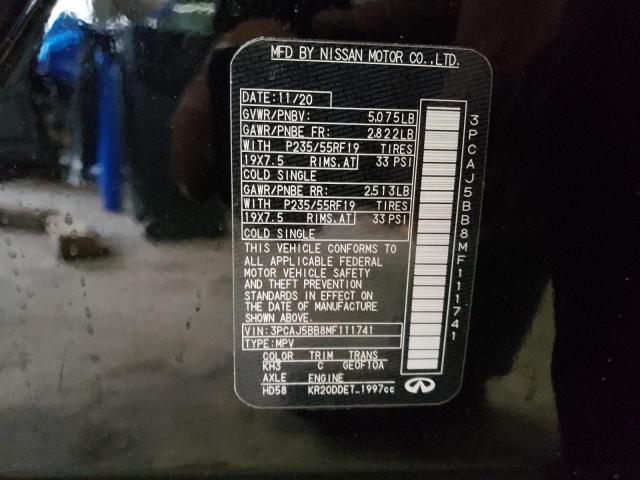 MFD BY NISSAN MOTOR CO.,LTD.
DATE:11/20
GVWR/PNBV: 5,075LB
GAWR/PNBE FR: 2,822LB
WITH P235/55RF19 TIRES
19X7.5 RIMS.AT 33 PSI
COLD SINGLE
GAWR/PNBE RR: 2,513LB
WITH P235/55RF19 TIRES
19X7.5 RIMS.AT 33 PSI
COLD SINGLE
THIS VEHICLE CONFORMS TO
ALL APPLICABLE FEDERAL
MOTOR VEHICLE SAFETY
AND THEFT PREVENTION
STANDARDS IN EFFECT ON
THE DATE OF MANUFACTURE
SHOWN ABOVE.
VIN:3PCAJ5BB8MF111741
TYPE:MPV
COLOR TRIM TRANS
KH3 C GE0F10A
AXLE ENGINE
HD58 KR20DDET-1997cc
3PCAJ5BB8MF111741